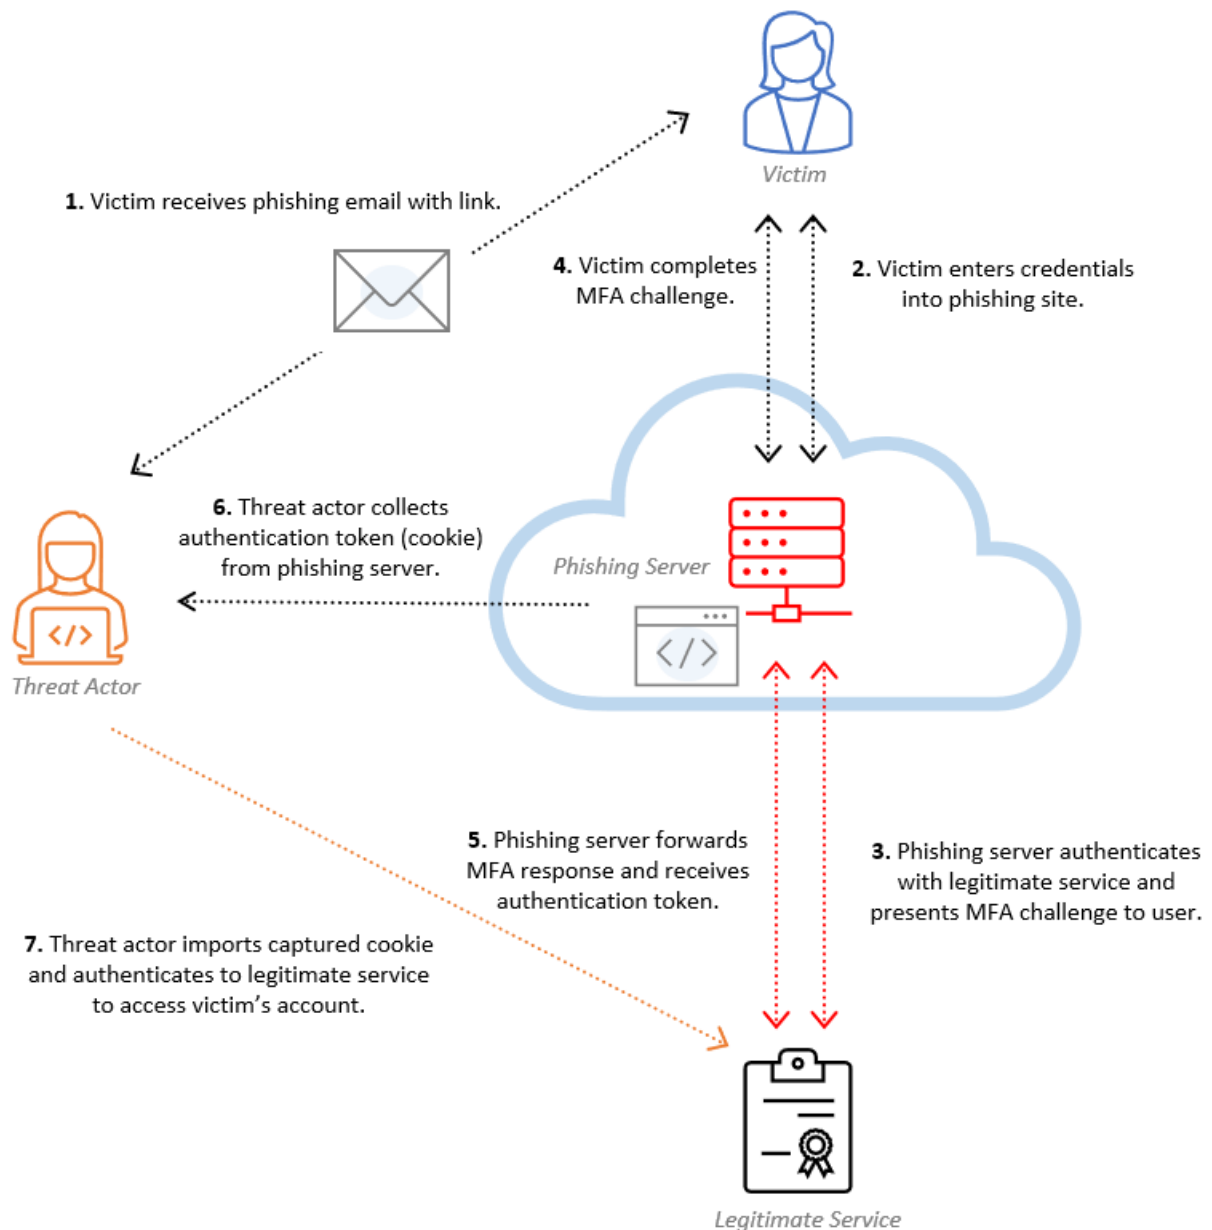 Victim
1. Victim receives phishing email with link.
4. Victim completes
MFA challenge.
2. Victim enters credentials
into phishing site.
6. Threat actor collects
authentication token (cookie)
from phishing server.
Phishing Server
</>
</>
Threat Actor
5. Phishing server forwards
MFA response and receives
authentication token.
3. Phishing server authenticates
with legitimate service and
presents MFA challenge to user.
7. Threat actor imports captured cookie
and authenticates to legitimate service
to access victim’s account.
Legitimate Service